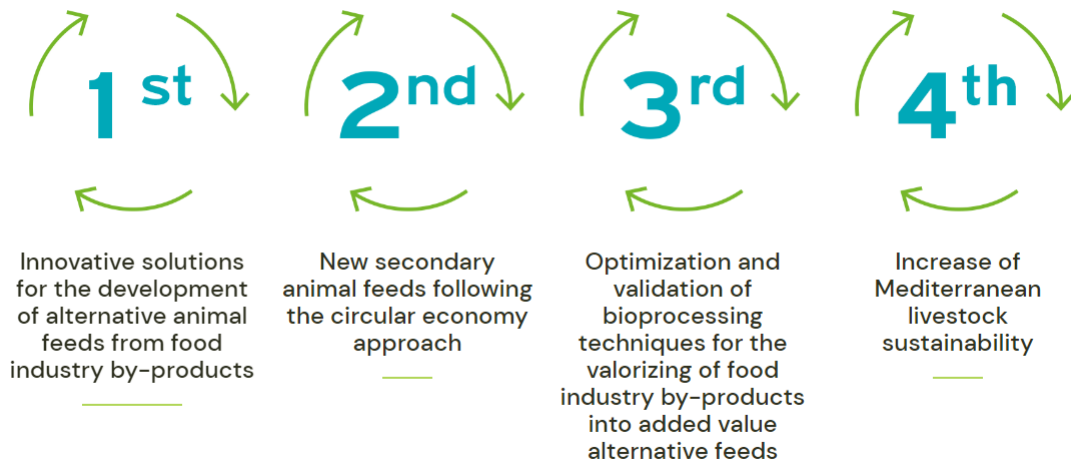 1 st
Innovative solutions
for the development
of alternative animal
feeds from food
industry by-products
2nd
New secondary
animal feeds following
the circular economy
approach
3rd
Optimization and
validation of
bioprocessing
techniques for the
valorizing of food
industry by-products
into added value
alternative feeds
4th
Increase of
Mediterranean
livestock
sustainability